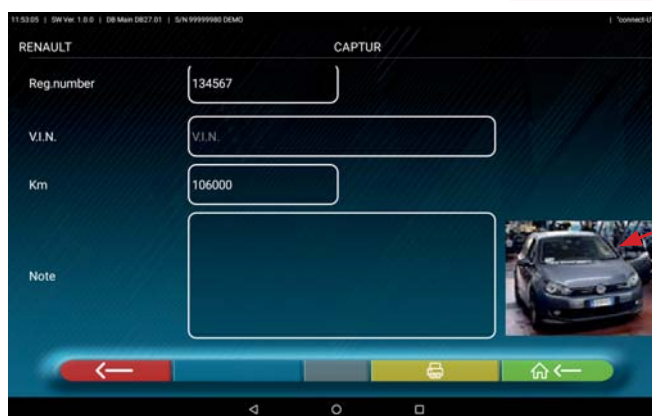 11:53:05 | SW Ver. 1.0.0 | DB Main DB27.01 | S/N 99999980 DEMO | "connect-U
RENAULT CAPTUR
Reg.number 134567
V.I.N. V.I.N.
Km 106000
Note